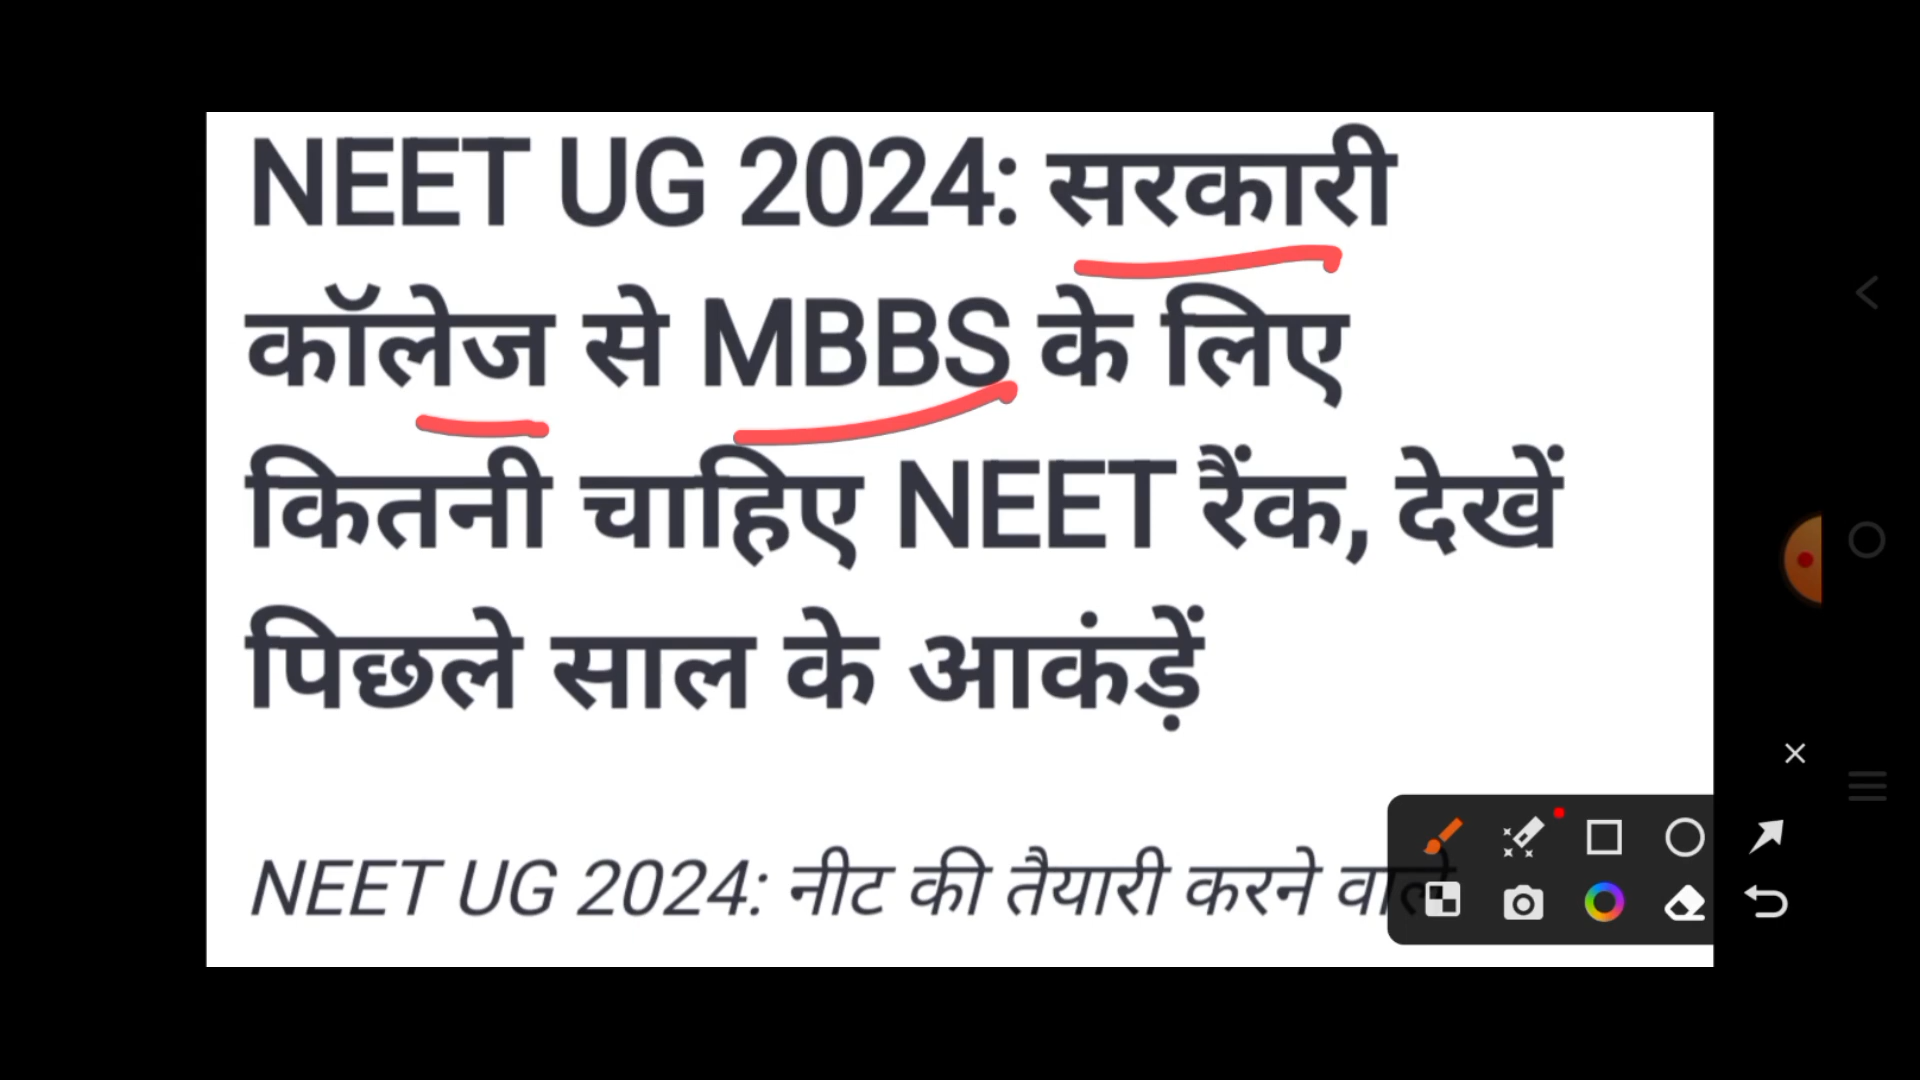 NEET UG 2024: सरकारी
कॉलेज से MBBS के लिए
कितनी चाहिए NEET रैंक, देखें
पिछले साल के आकंड़ें
NEET UG 2024: नीट की तैयारी करने वाले